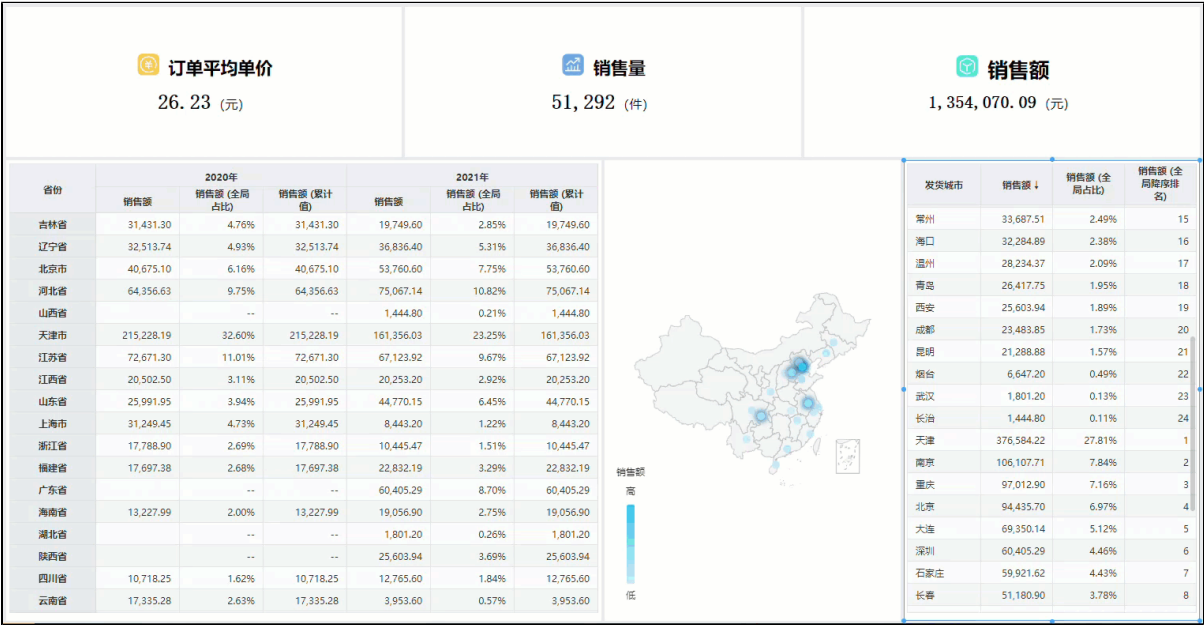 订单平均单价
26.23 (元)
销售量
51,292 (件)
销售额
1,354,070.09 (元)
省份 2020年 2021年
销售额 销售额 (全局占比) 销售额 (累计值) 销售额 销售额 (全局占比) 销售额 (累计值)
吉林省 31,431.30 4.76% 31,431.30 19,749.60 2.85% 19,749.60
辽宁省 32,513.74 4.93% 32,513.74 36,836.40 5.31% 36,836.40
北京市 40,675.10 6.16% 40,675.10 53,760.60 7.75% 53,760.60
河北省 64,356.63 9.75% 64,356.63 75,067.14 10.82% 75,067.14
山西省 -- -- 1,444.80 0.21% 1,444.80
天津市 215,228.19 32.60% 215,228.19 161,356.03 23.25% 161,356.03
江苏省 72,671.30 11.01% 72,671.30 67,123.92 9.67% 67,123.92
江西省 20,502.50 3.11% 20,502.50 20,253.20 2.92% 20,253.20
山东省 25,991.95 3.94% 25,991.95 44,770.15 6.45% 44,770.15
上海市 31,249.45 4.73% 31,249.45 8,443.20 1.22% 8,443.20
浙江省 17,788.90 2.69% 17,788.90 10,445.47 1.51% 10,445.47
福建省 17,697.38 2.68% 17,697.38 22,832.19 3.29% 22,832.19
广东省 -- -- 60,405.29 8.70% 60,405.29
海南省 13,227.99 2.00% 13,227.99 19,056.90 2.75% 19,056.90
湖北省 -- -- 1,801.20 0.26% 1,801.20
陕西省 -- -- 25,603.94 3.69% 25,603.94
四川省 10,718.25 1.62% 10,718.25 12,765.60 1.84% 12,765.60
云南省 17,335.28 2.63% 17,335.28 3,953.60 0.57% 3,953.60
销售额
高
低
发货城市 销售额↓ 销售额 (全局占比) 销售额 (全局降序排名)
常州 33,687.51 2.49% 15
海口 32,284.89 2.38% 16
温州 28,234.37 2.09% 17
青岛 26,417.75 1.95% 18
西安 25,603.94 1.89% 19
成都 23,483.85 1.73% 20
昆明 21,288.88 1.57% 21
烟台 6,647.20 0.49% 22
武汉 1,801.20 0.13% 23
长治 1,444.80 0.11% 24
天津 376,584.22 27.81% 1
南京 106,107.71 7.84% 2
重庆 97,012.90 7.16% 3
北京 94,435.70 6.97% 4
大连 69,350.14 5.12% 5
深圳 60,405.29 4.46% 6
石家庄 59,921.62 4.43% 7
长春 51,180.90 3.78% 8